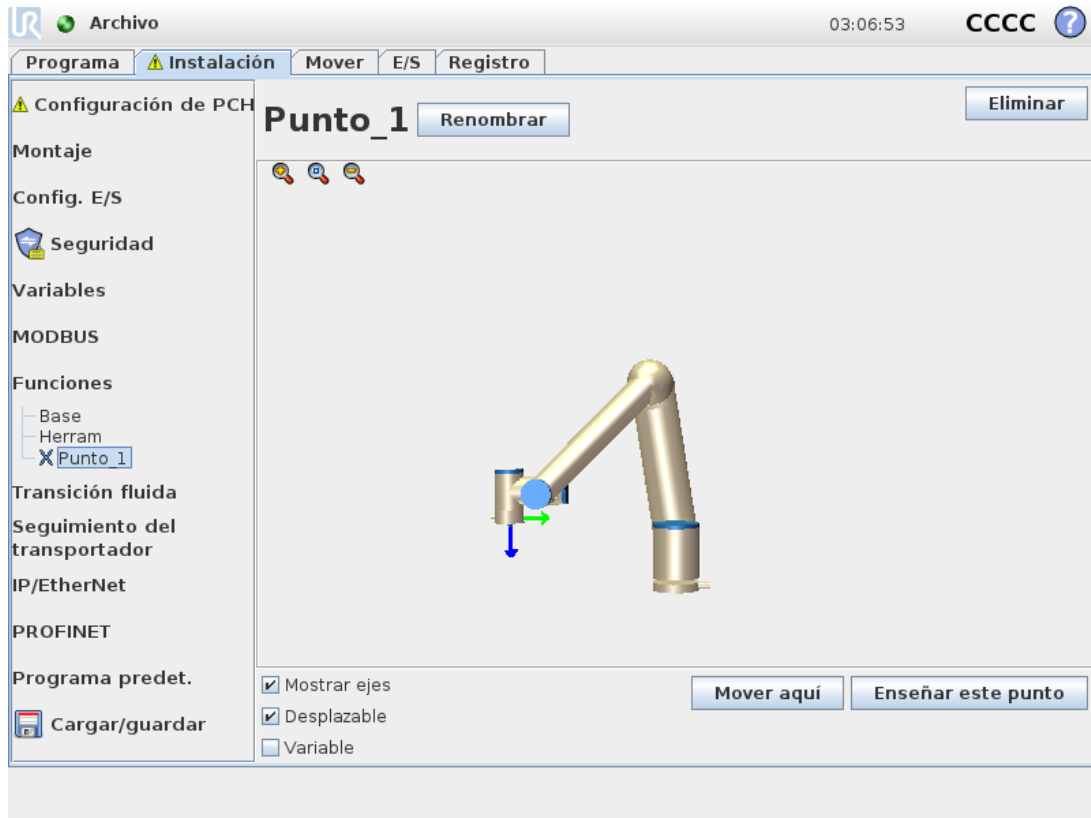 UR
Archivo
03:06:53
CCCC
?
Programa
Instalación
Mover
E/S
Registro
Configuración de PCH
Montaje
Config. E/S
Seguridad
Variables
MODBUS
Funciones
Base
Herram
Punto_1
Transición fluida
Seguimiento del
transportador
IP/EtherNet
PROFINET
Programa predet.
Cargar/guardar
Punto_1
Renombrar
Eliminar
Mostrar ejes
Desplazable
Variable
Mover aquí
Enseñar este punto